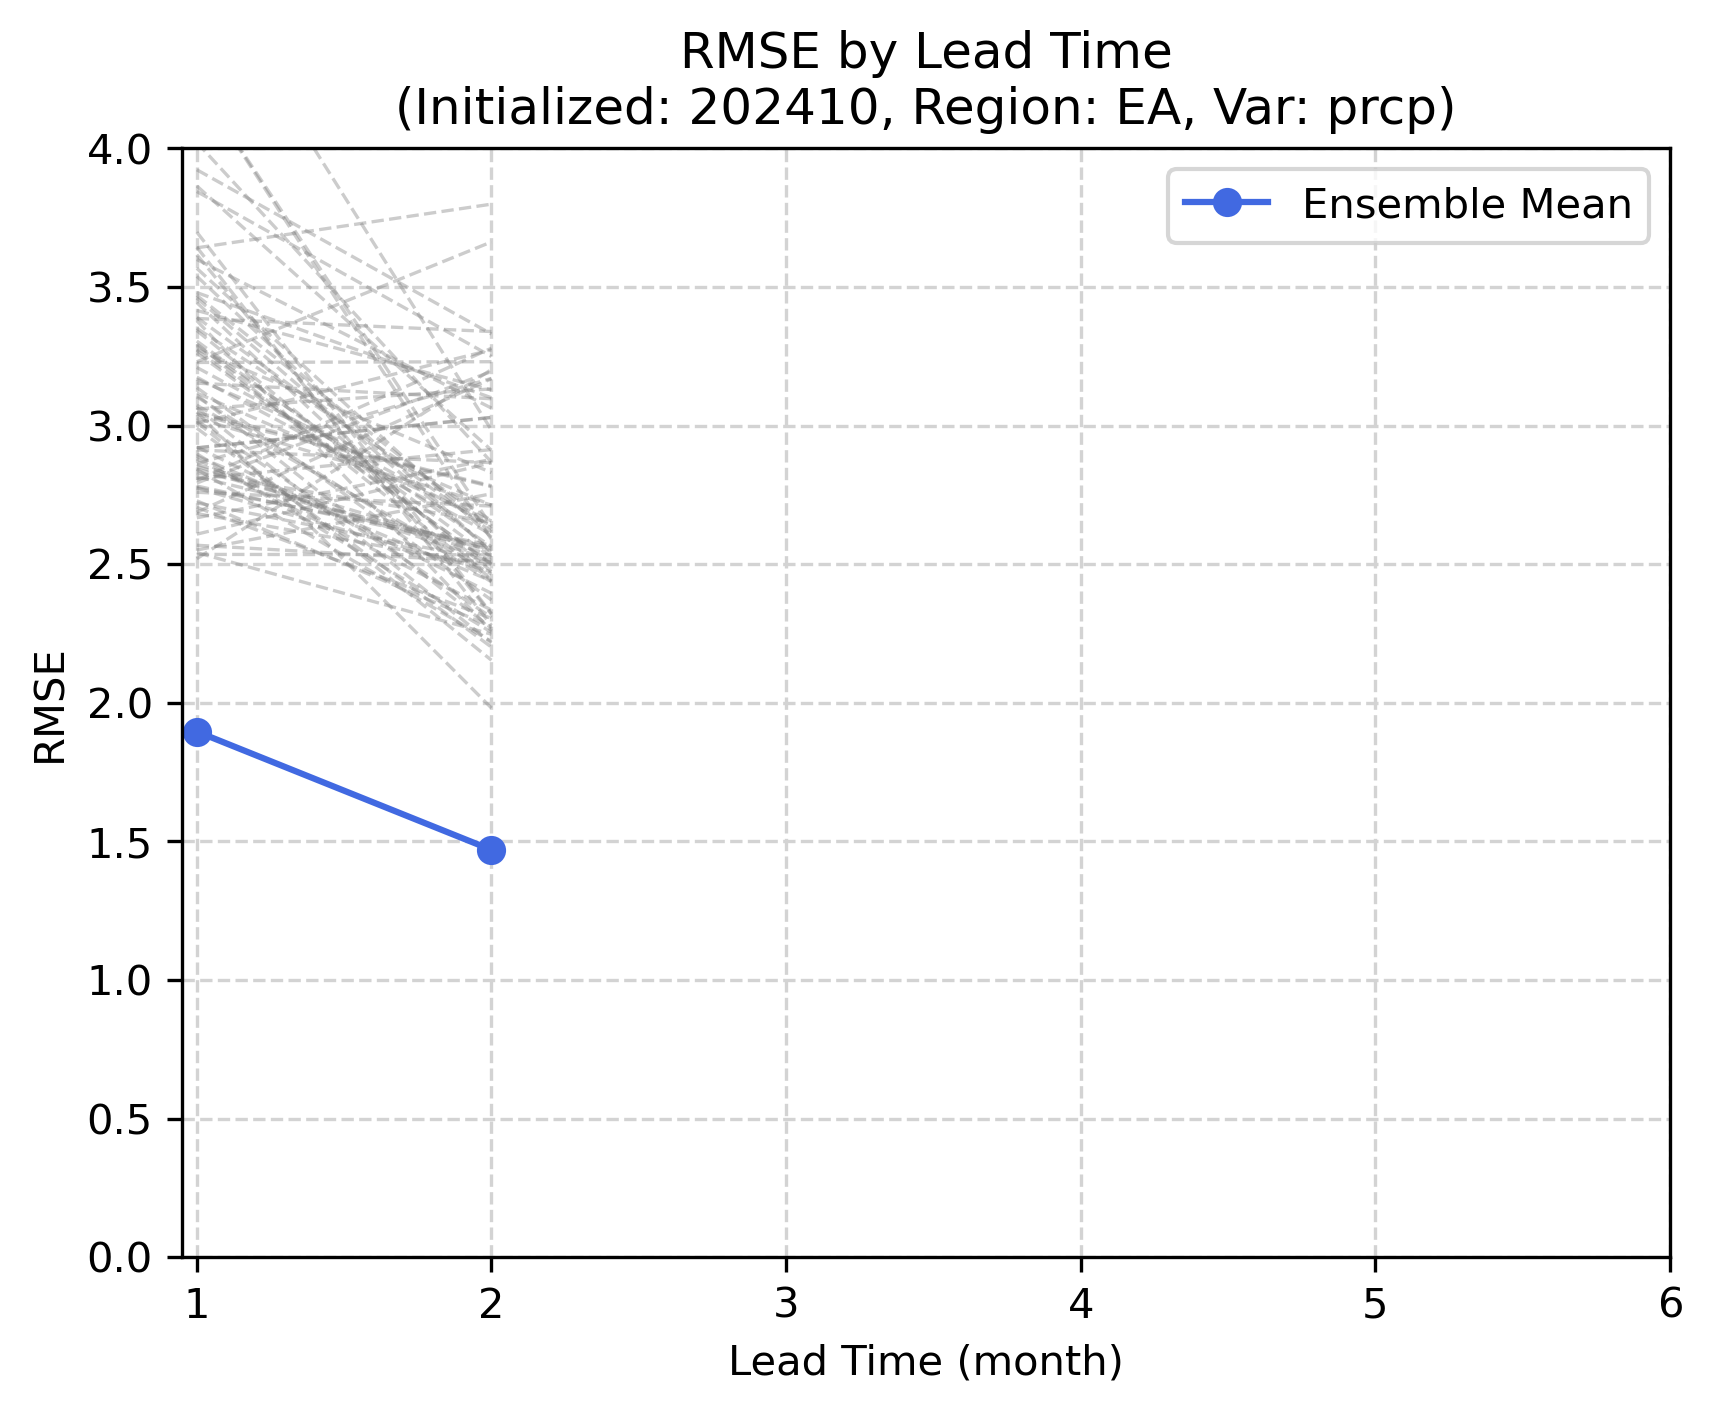 RMSE by Lead Time
(Initialized: 202410, Region: EA, Var: prcp)
Ensemble Mean
RMSE
4.0
3.5
3.0
2.5
2.0
1.5
1.0
0.5
0.0
1 2 3 4 5 6
Lead Time (month)